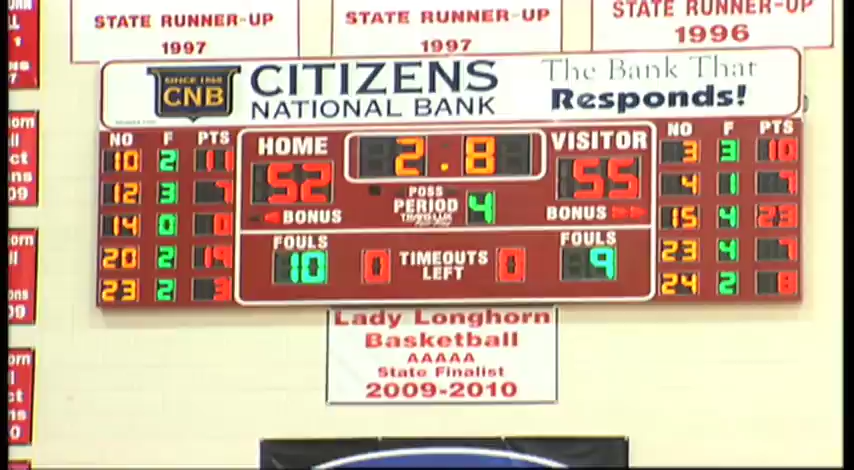 STATE RUNNER-UP
1997
STATE RUNNER-UP
1997
STATE RUNNER-UP
1996
SINCE 1868
CNB
CITIZENS
NATIONAL BANK
The Bank That
Responds!
NO F PTS
10 2 11
12 3 7
14 0 0
20 2 19
23 2 3
HOME
52
BONUS
2.8
POSS
PERIOD 4
TRANS-LUX
VISITOR
55
BONUS
FOULS
10
0 TIMEOUTS LEFT 0
FOULS
9
NO F PTS
3 3 10
4 1 7
15 4 23
23 4 7
24 2 8
Lady Longhorn
Basketball
AAAAA
State Finalist
2009-2010